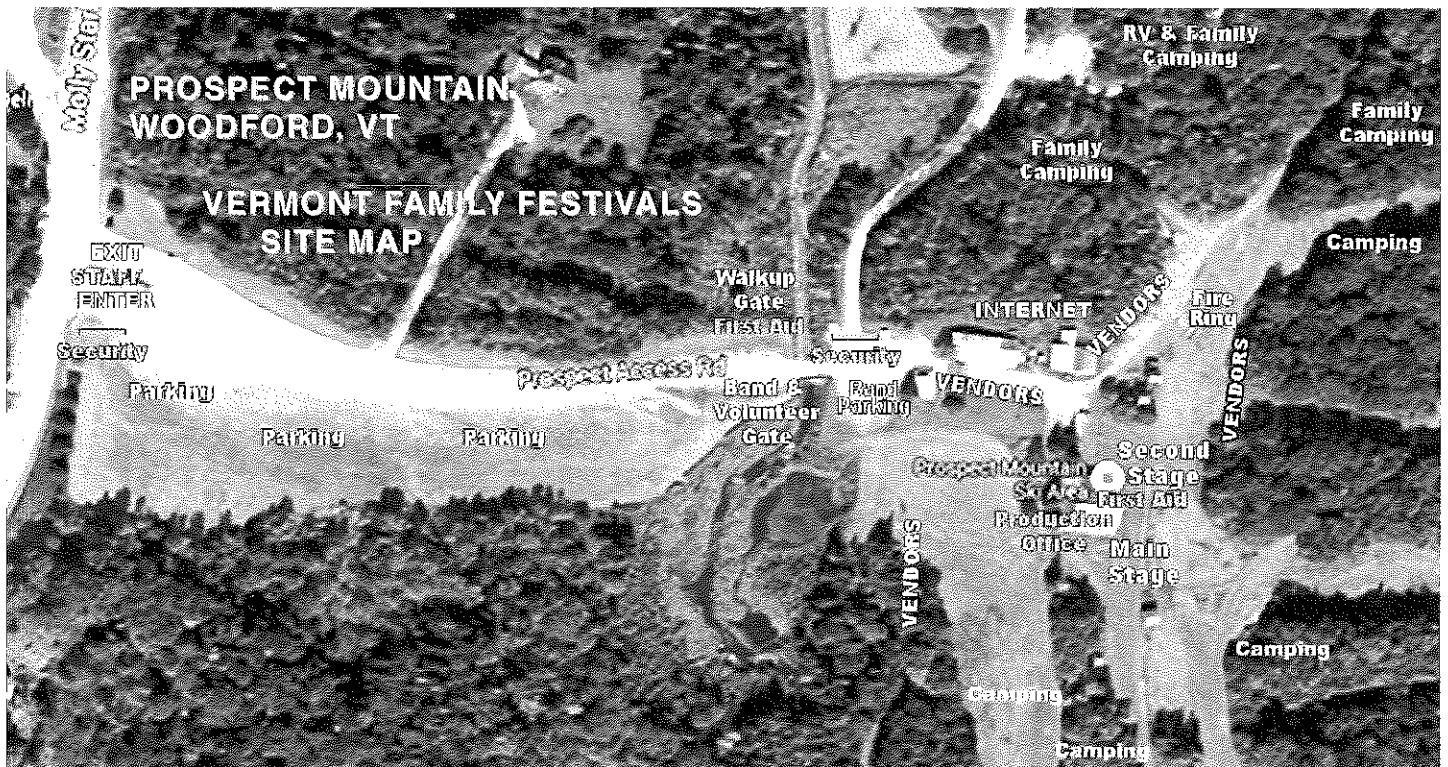 Molly Star
PROSPECT MOUNTAIN
WOODFORD, VT
VERMONT FAMILY FESTIVALS
SITE MAP
RV & Family
Camping
Family
Camping
Family
Camping
Camping
EXIT
STAFF
ENTER
Security
Parking
Parking
Parking
Walkup
Gate
First Aid
Prospect Access Rd
Security
INTERNET
VENDORS
Fire
Ring
VENDORS
VENDORS
Band &
Volunteer
Gate
Band
Parking
Prospect Mountain
Ski Area
Second
Stage
First Aid
Production
Office
Main
Stage
VENDORS
Camping
Camping
Camping